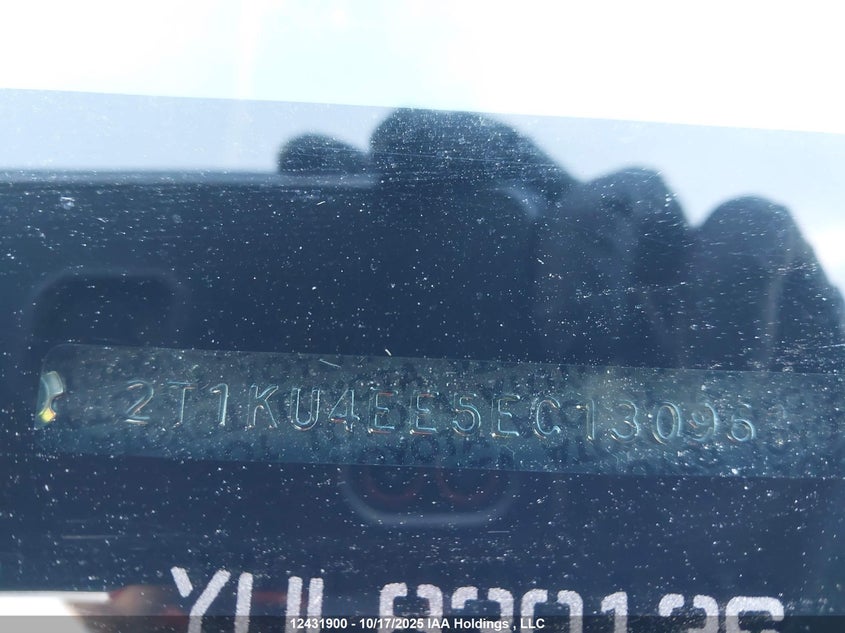 2T1KU4EE5EC13096
12431900 - 10/17/2025 IAA Holdings , LLC